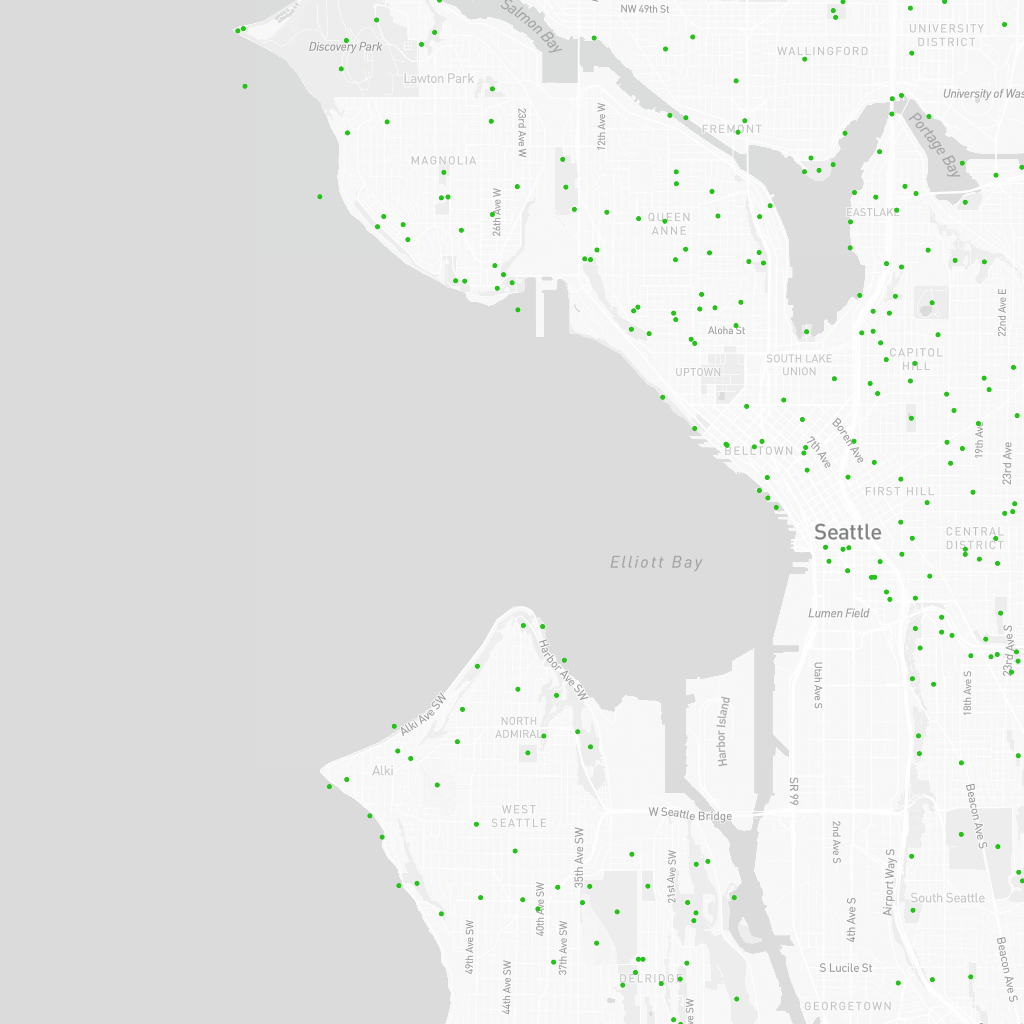 NW 49th St
Salmon Bay
UNIVERSITY
DISTRICT
Discovery Park
WALLINGFORD
Lawton Park
University of Was
23rd Ave W
12th Ave W
FREMONT
Portage Bay
MAGNOLIA
26th Ave W
QUEEN
ANNE
EASTLAKE
22nd Ave E
Aloha St
SOUTH LAKE
UNION
CAPITOL
HILL
UPTOWN
BELLTOWN
7th Ave
Boren Ave
19th Ave
23rd Ave
FIRST HILL
Seattle
CENTRAL
DISTRICT
Elliott Bay
Lumen Field
Harbor Ave SW
23rd Ave S
Utah Ave S
18th Ave S
Alki Ave SW
NORTH
ADMIRAL
Harbor Island
Alki
SR 99
WEST
SEATTLE
W Seattle Bridge
Beacon Ave S
2nd Ave S
35th Ave SW
21st Ave SW
Airport Way S
South Seattle
40th Ave SW
4th Ave S
49th Ave SW
37th Ave SW
44th Ave SW
DELRIDGE
S Lucile St
Beacon Ave S
GEORGETOWN
ve SW